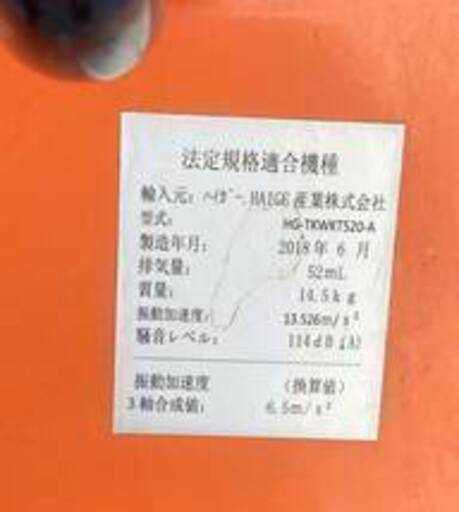 法定規格適合機種
輸入元: ハイガー HAIGE 産業株式会社
型式: HG-TKWKT520-A
製造年月: 2018年 6 月
排気量: 52mL
質量: 14.5kg
振動加速度: 13.526m/s²
騒音レベル: 114dB (A)
振動加速度 (換算値)
3軸合成値: 6.5m/s²